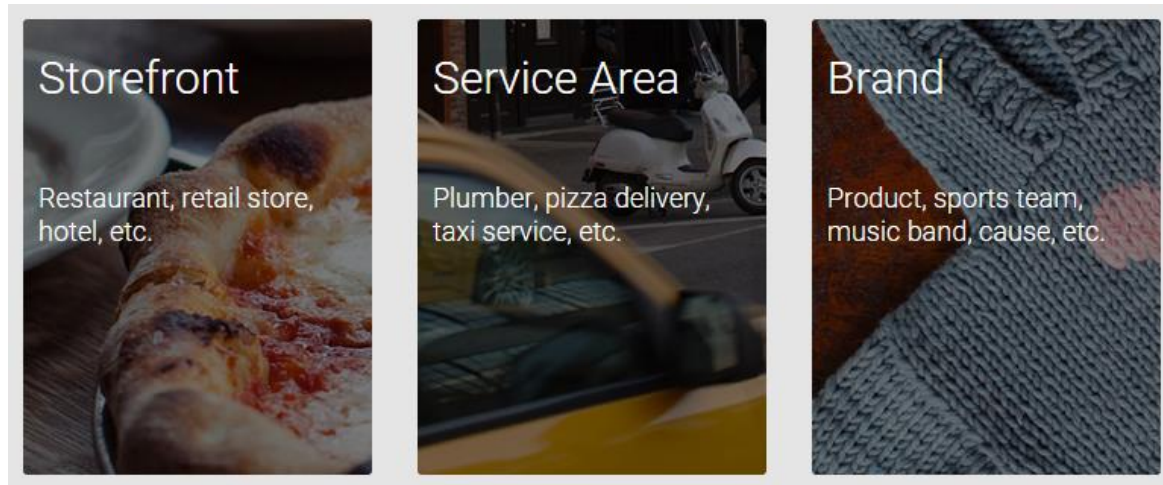 Storefront
Restaurant, retail store,
hotel, etc.
Service Area
Plumber, pizza delivery,
taxi service, etc.
Brand
Product, sports team,
music band, cause, etc.